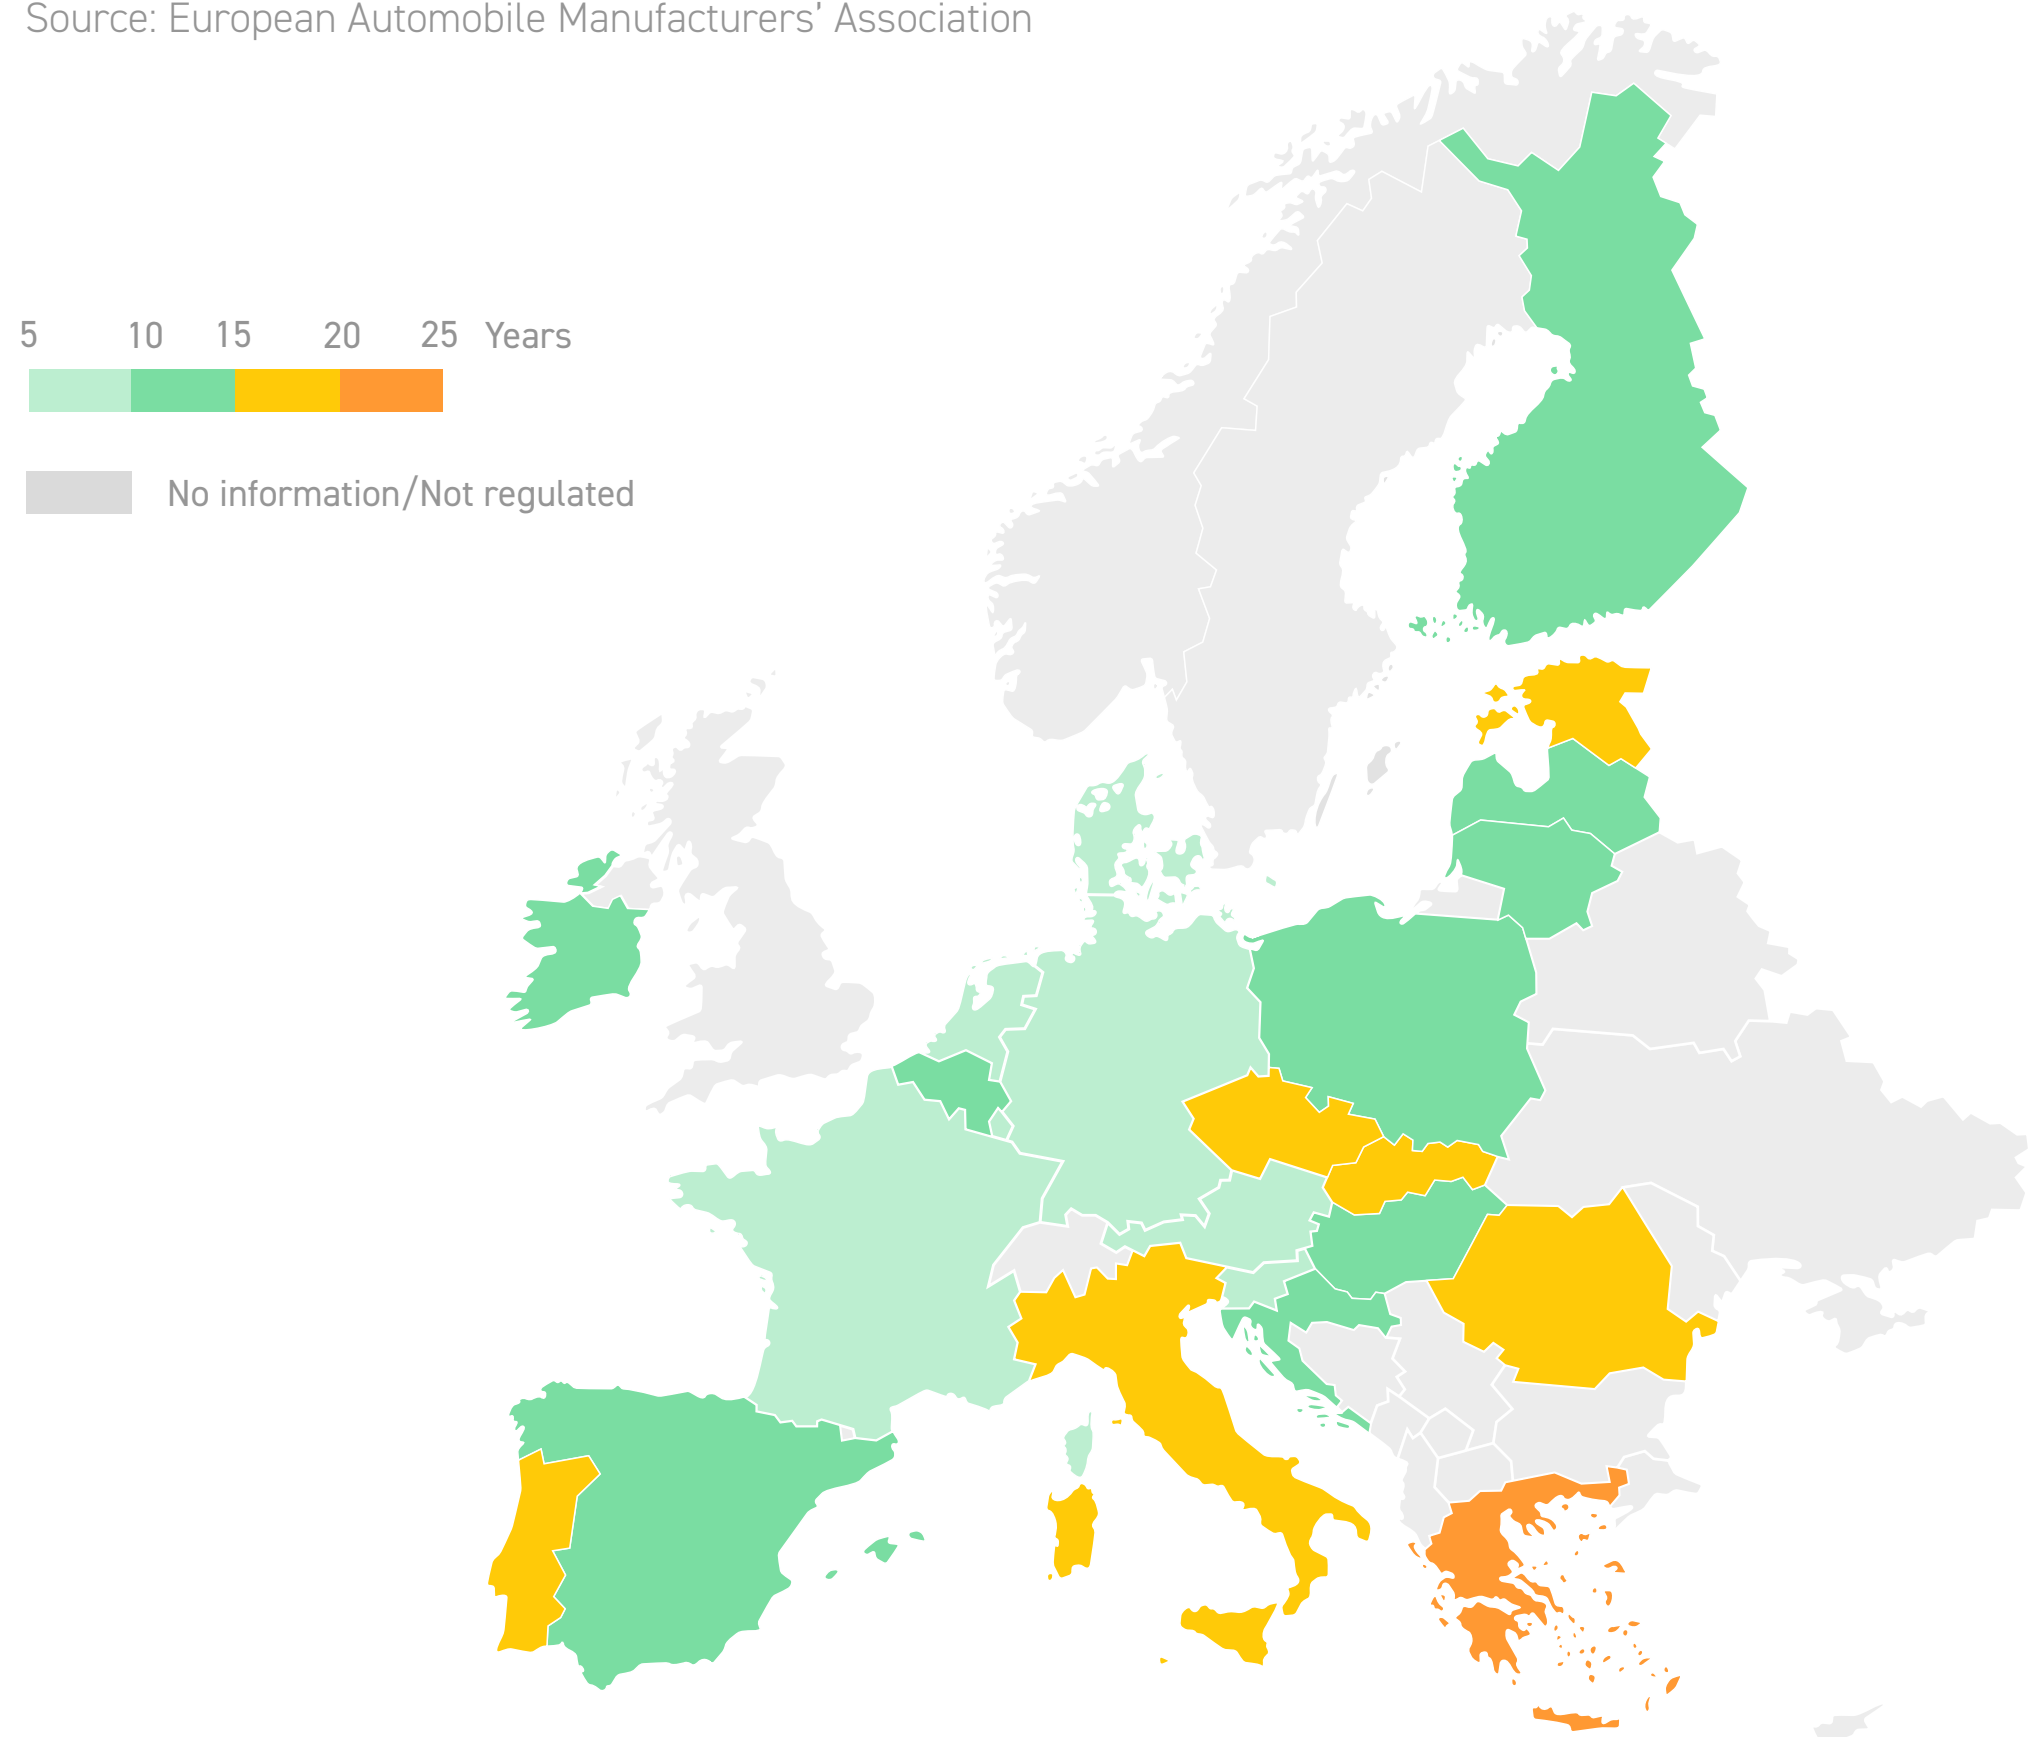 Source: European Automobile Manufacturers’ Association
5 10 15 20 25 Years
No information/Not regulated